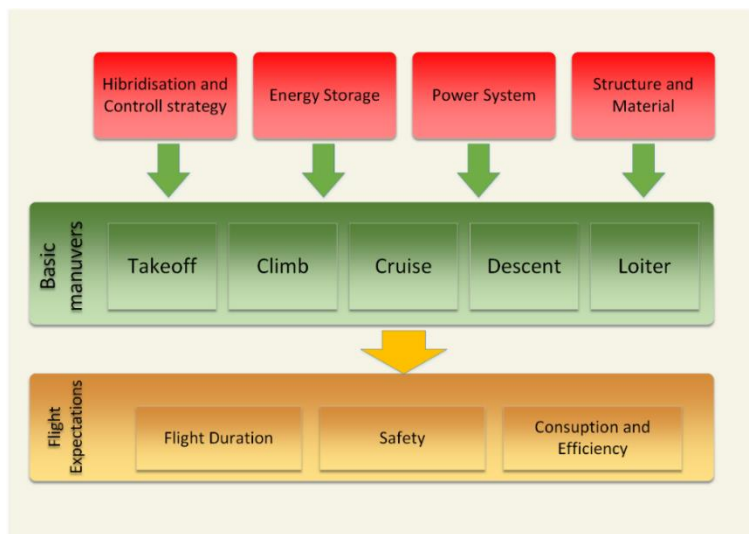 Hibridisation and
Controll strategy
Energy Storage
Power System
Structure and
Material
Basic
manuvers
Takeoff
Climb
Cruise
Descent
Loiter
Flight
Expectations
Flight Duration
Safety
Consuption and
Efficiency